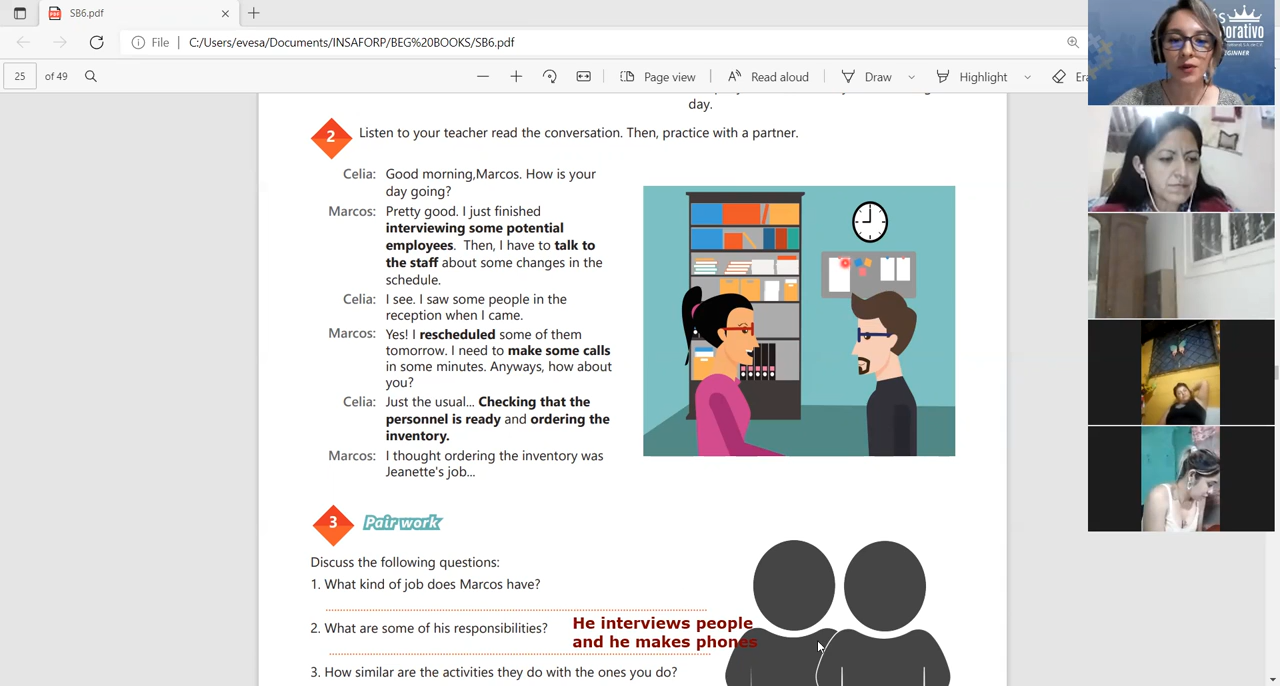 SB6.pdf
File | C:/Users/evesa/Documents/INSAFORP/BEG%20BOOKS/SB6.pdf
25 of 49
Page view
Read aloud
Draw
Highlight
day.
2 Listen to your teacher read the conversation. Then, practice with a partner.
Celia: Good morning,Marcos. How is your
day going?
Marcos: Pretty good. I just finished
interviewing some potential
employees. Then, I have to talk to
the staff about some changes in the
schedule.
Celia: I see. I saw some people in the
reception when I came.
Marcos: Yes! I rescheduled some of them
tomorrow. I need to make some calls
in some minutes. Anyways, how about
you?
Celia: Just the usual... Checking that the
personnel is ready and ordering the
inventory.
Marcos: I thought ordering the inventory was
Jeanette's job...
3 Pair work
Discuss the following questions:
1. What kind of job does Marcos have?
2. What are some of his responsibilities?
He interviews people
and he makes phones
3. How similar are the activities they do with the ones you do?